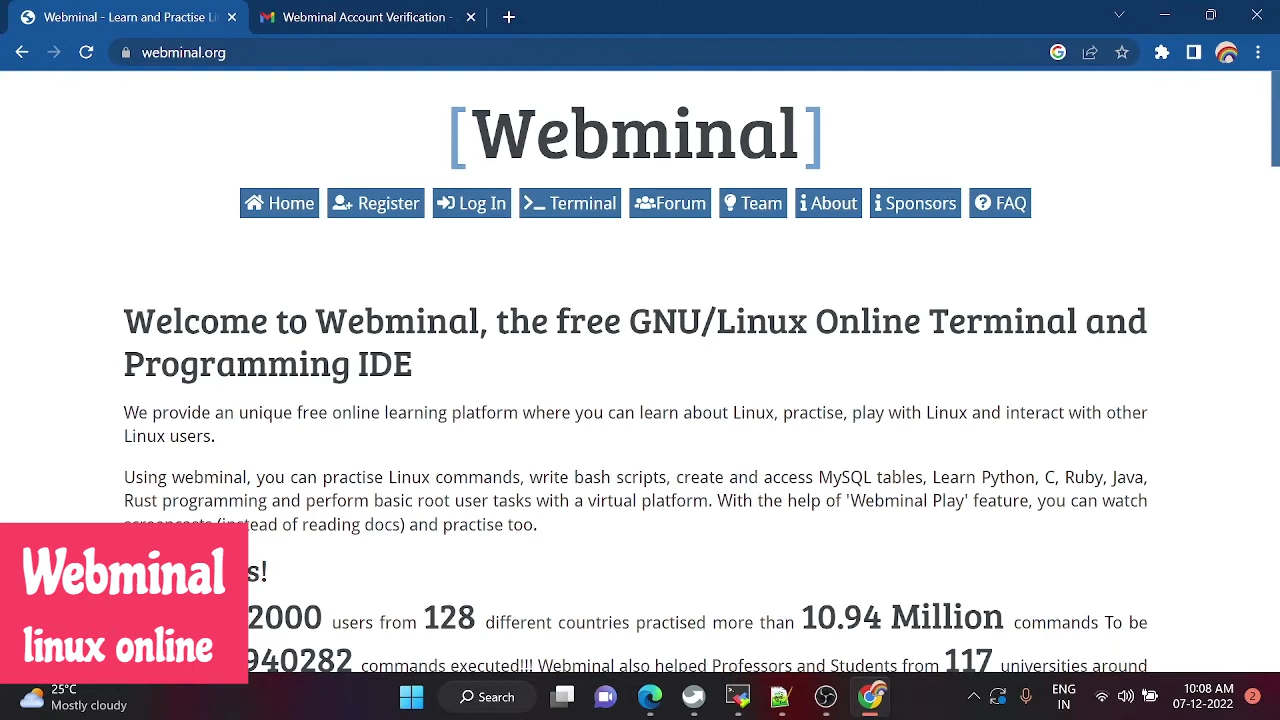 Webminal - Learn and Practise Li
Webminal Account Verification -
webminal.org
[Webminal]
Home Register Log In Terminal Forum Team About Sponsors FAQ
Welcome to Webminal, the free GNU/Linux Online Terminal and
Programming IDE
We provide an unique free online learning platform where you can learn about Linux, practise, play with Linux and interact with other
Linux users.
Using webminal, you can practise Linux commands, write bash scripts, create and access MySQL tables, Learn Python, C, Ruby, Java,
Rust programming and perform basic root user tasks with a virtual platform. With the help of 'Webminal Play' feature, you can watch
(instead of reading docs) and practise too.
s!
2000 users from 128 different countries practised more than 10.94 Million commands To be
940282 commands executed!!! Webminal also helped Professors and Students from 117 universities around
Webminal
linux online
25°C
Mostly cloudy
Search
ENG
IN
10:08 AM
07-12-2022
2